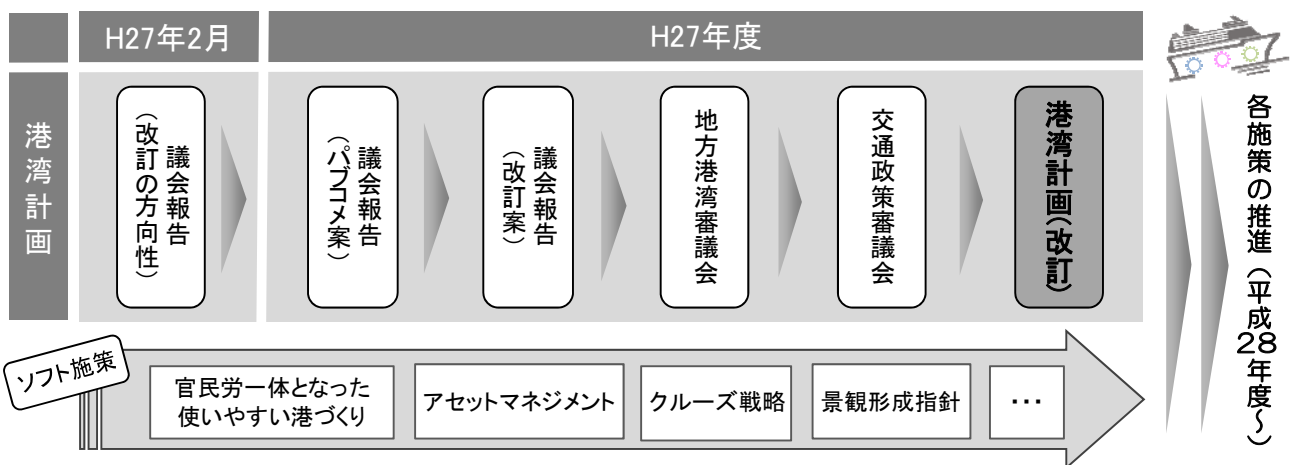 H27年2月
H27年度
港湾計画
議会報告
（改訂の方向性）
議会報告
（パブコメ案）
議会報告
（改訂案）
地方港湾審議会
交通政策審議会
港湾計画（改訂）
各施策の推進（平成28年度～）
ソフト施策
官民労一体となった
使いやすい港づくり
アセットマネジメント
クルーズ戦略
景観形成指針
･･･